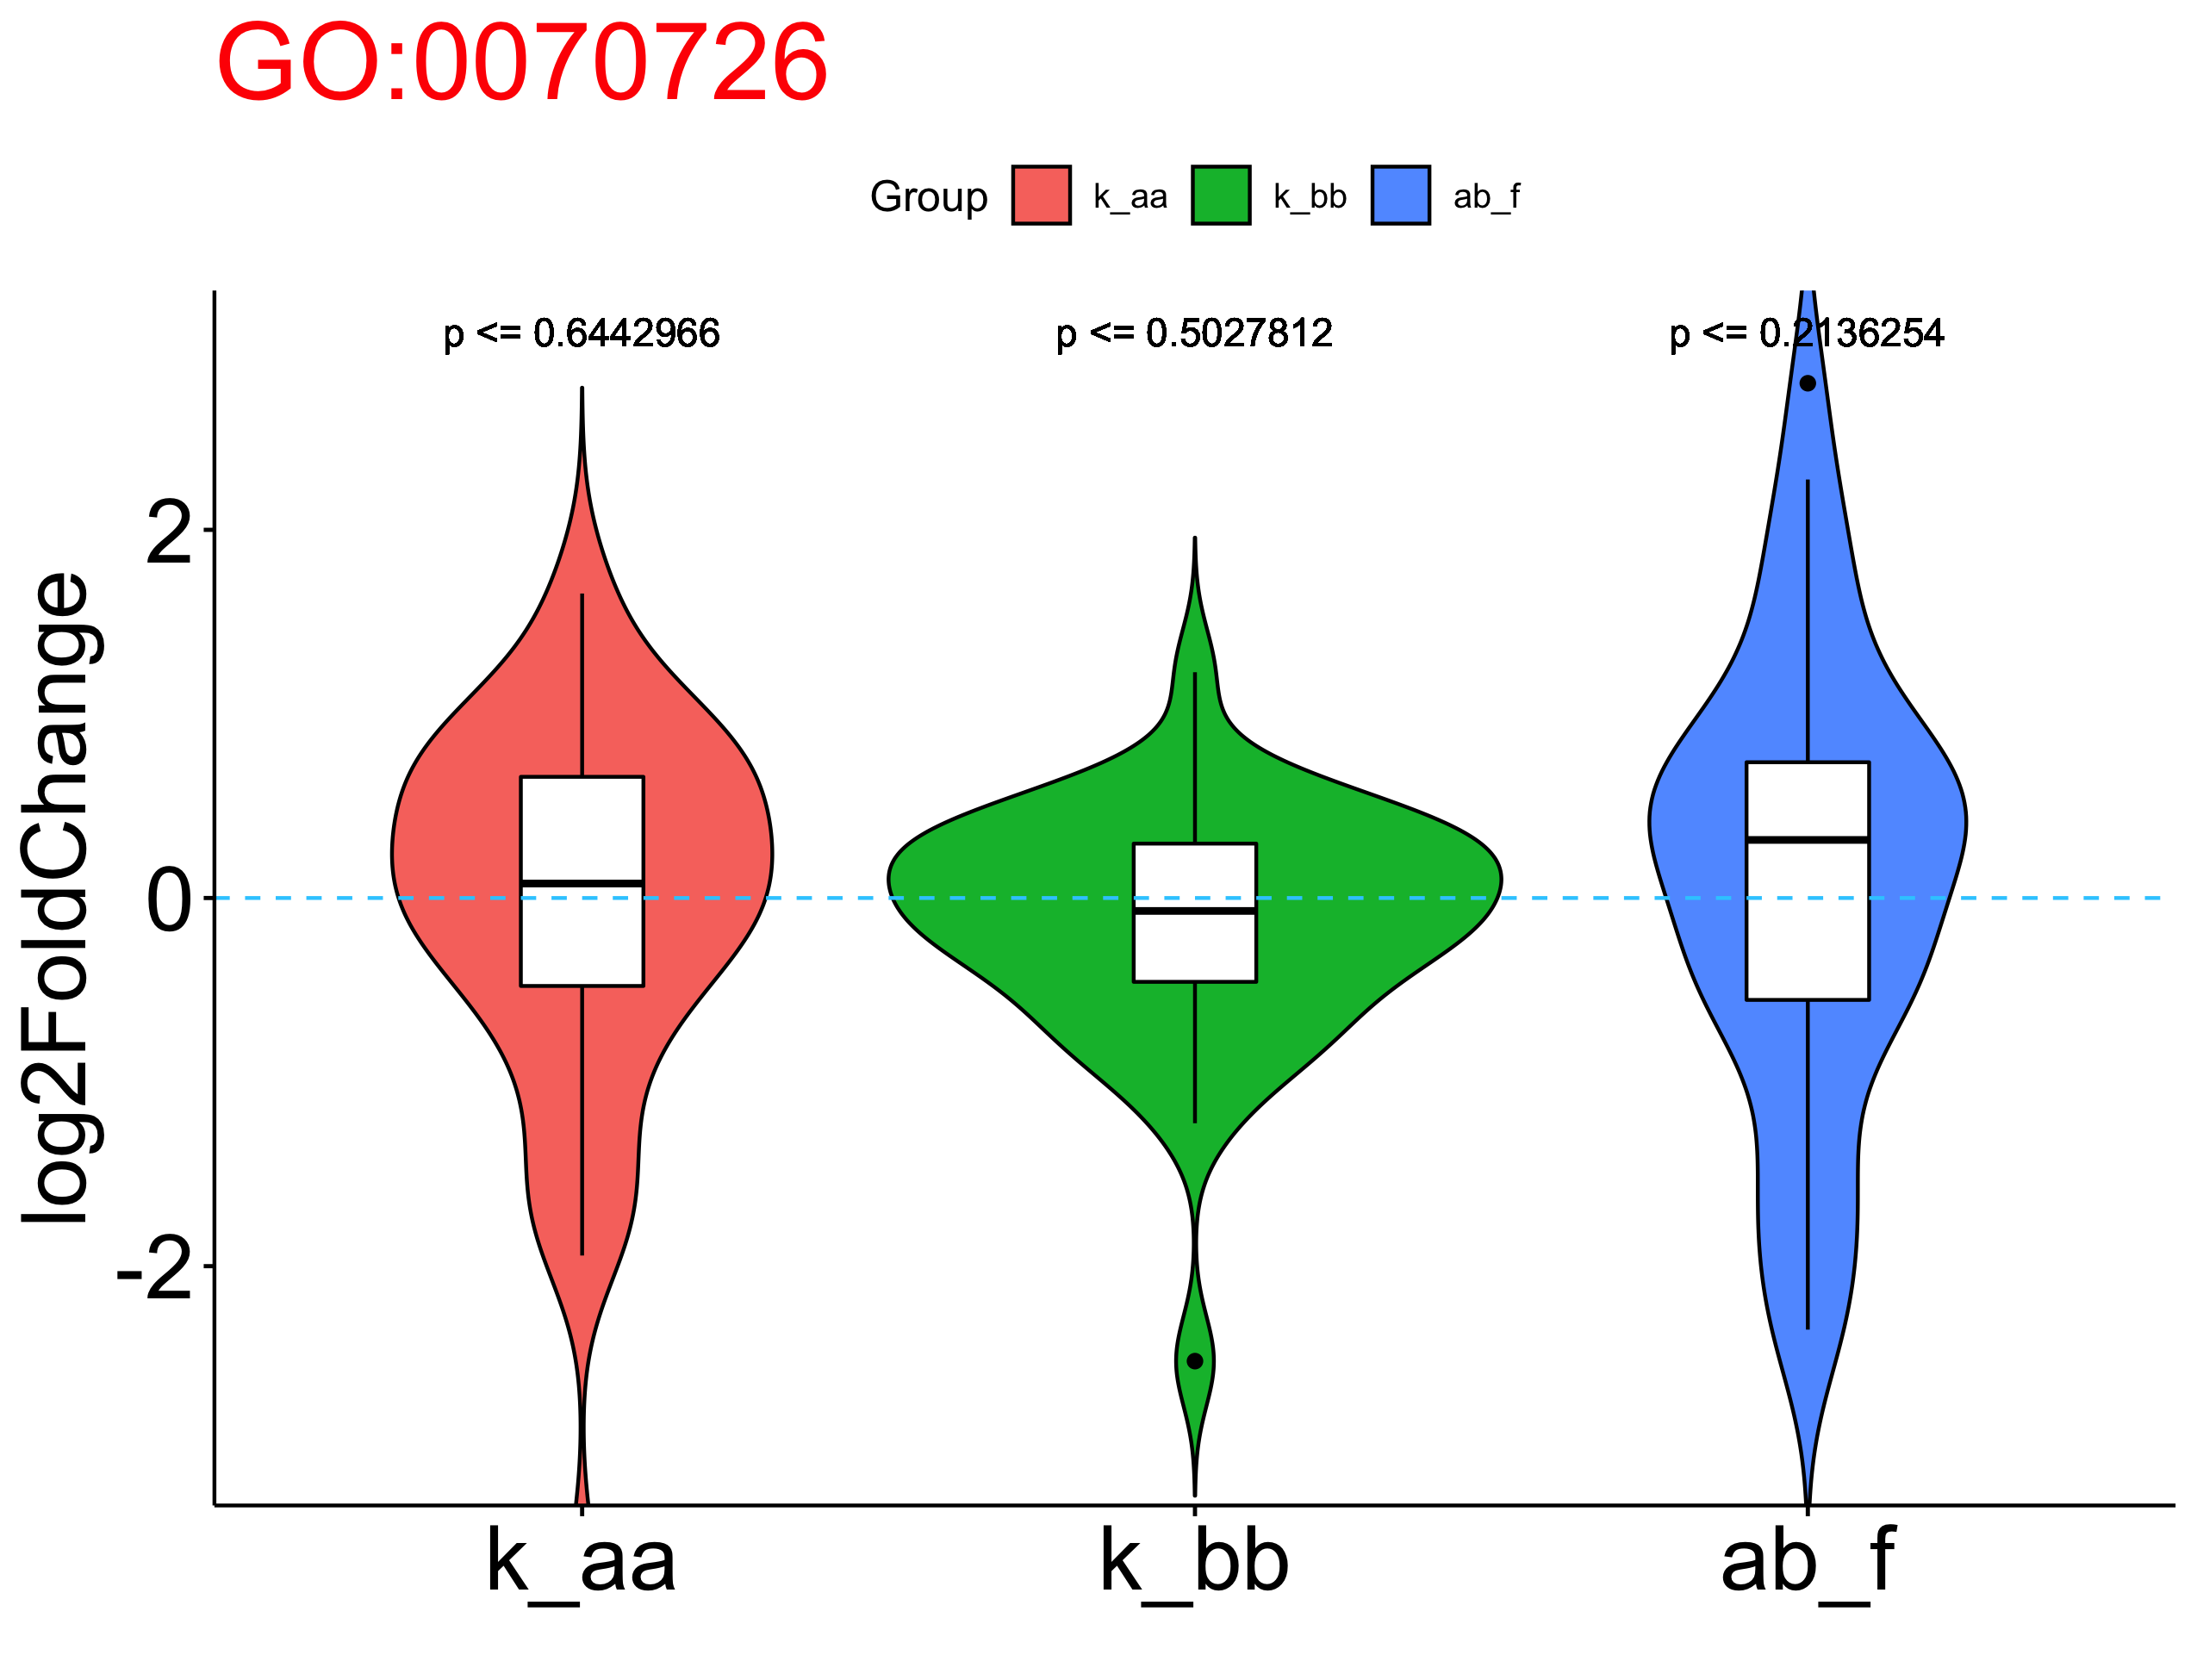 GO:0070726
Group k_aa k_bb ab_f
p <= 0.6442966 p <= 0.5027812 p <= 0.2136254
log2FoldChange
2
0
-2
k_aa k_bb ab_f